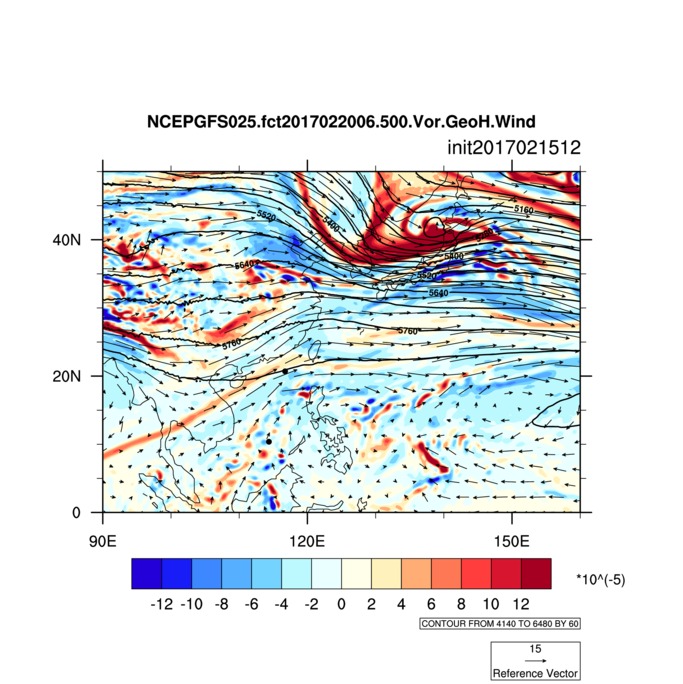 NCEPGFS025.fct2017022006.500.Vor.GeoH.Wind
init2017021512
5520
5400
5160
40N
5400
5640
5520
5640
5760
5760
20N
0
90E 120E 150E
-12 -10 -8 -6 -4 -2 0 2 4 6 8 10 12
*10^(-5)
CONTOUR FROM 4140 TO 6480 BY 60
15
Reference Vector